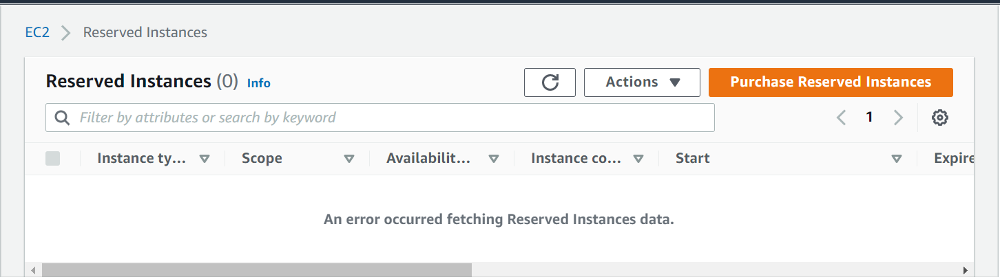 EC2 Reserved Instances
Reserved Instances (0) Info
Actions
Purchase Reserved Instances
Filter by attributes or search by keyword
1
Instance ty... Scope Availabilit... Instance co... Start Expire
An error occurred fetching Reserved Instances data.